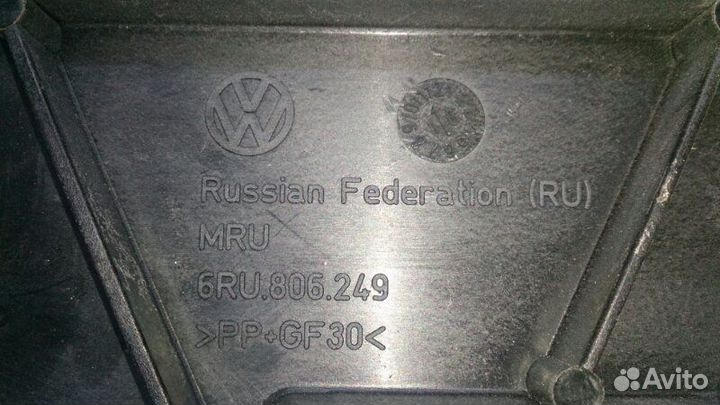 Russian Federation (RU)
MRU
6RU.806.249
>PP+GF30<
Avito